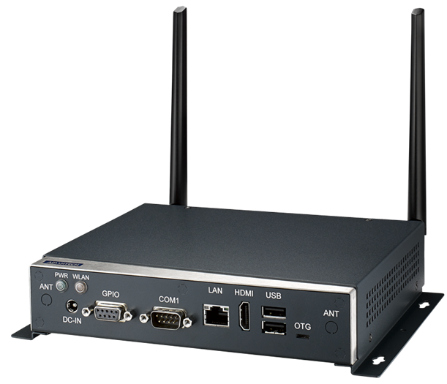 PWR WLAN
ANT
GPIO
COM1
LAN
HDMI
USB
ANT
DC-IN
OTG